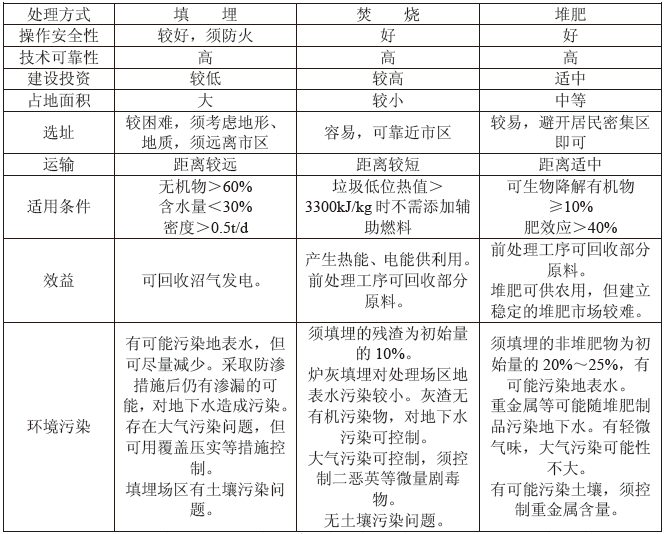 处理方式 填 埋 焚 烧 堆肥
操作安全性 较好，须防火 好 好
技术可靠性 高 高 高
建设投资 较低 较高 适中
占地面积 大 较小 中等
选址
较困难，须考虑地形、
地质，须远离市区
容易，可靠近市区
较易，避开居民密集区
即可
运输 距离较远 距离较短 距离适中
适用条件
无机物＞60%
含水量＜30%
密度＞0.5t/d
垃圾低位热值＞
3300kJ/kg 时不需添加辅
助燃料
可生物降解有机物
≥10%
肥效应＞40%
效益
可回收沼气发电。
产生热能、电能供利用。
前处理工序可回收部分
原料。
前处理工序可回收部分
原料。
堆肥可供农用，但建立
稳定的堆肥市场较难。
环境污染
有可能污染地表水，但
可尽量减少。采取防渗
措施后仍有渗漏的可
能，对地下水造成污染。
存在大气污染问题，但
可用覆盖压实等措施控
制。
填埋场区有土壤污染问
题。
须填埋的残渣为初始量
的 10%。
炉灰填埋对处理场区地
表水污染较小。灰渣无
有机污染物，对地下水
污染可控制。
大气污染可控制，须控
制二恶英等微量剧毒
物。
无土壤污染问题。
须填埋的非堆肥物为初
始量的 20%～25%，有
可能污染地表水。
重金属等可能随堆肥制
品污染地下水。有轻微
气味，大气污染可能性
不大。
有可能污染土壤，须控
制重金属含量。